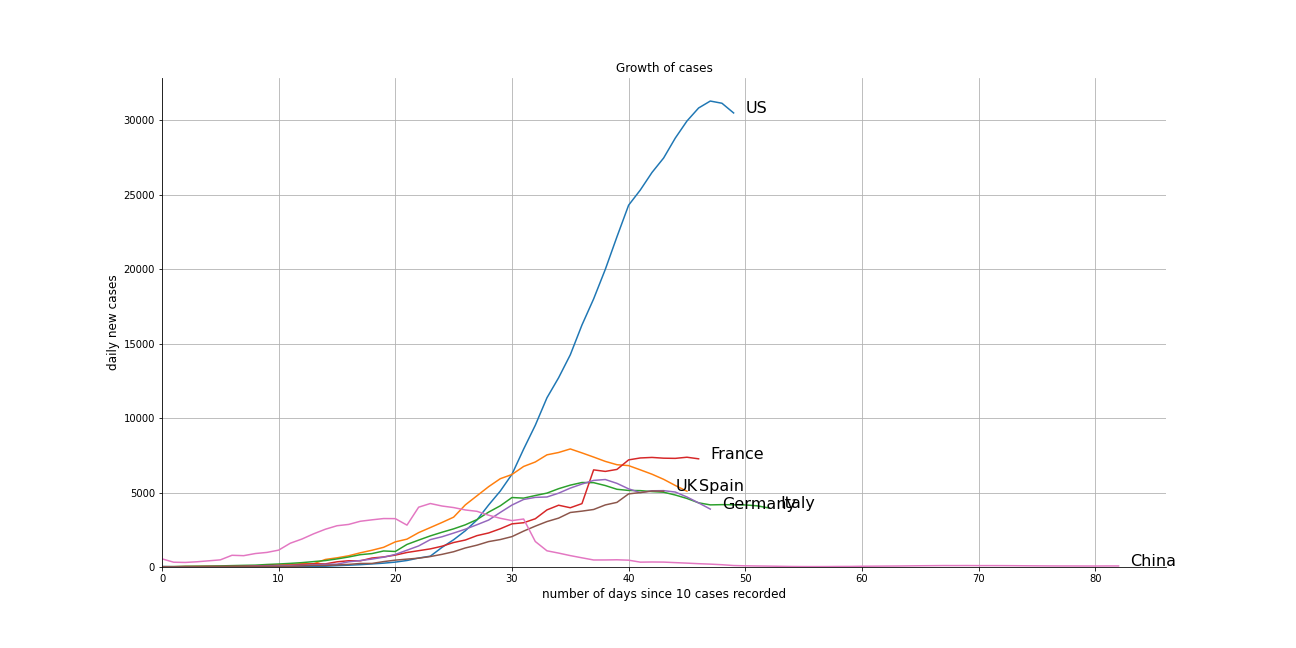 Growth of cases
daily new cases
30000
25000
20000
15000
10000
5000
0
US
France
UK
Spain
Germany
Italy
China
0 10 20 30 40 50 60 70 80
number of days since 10 cases recorded